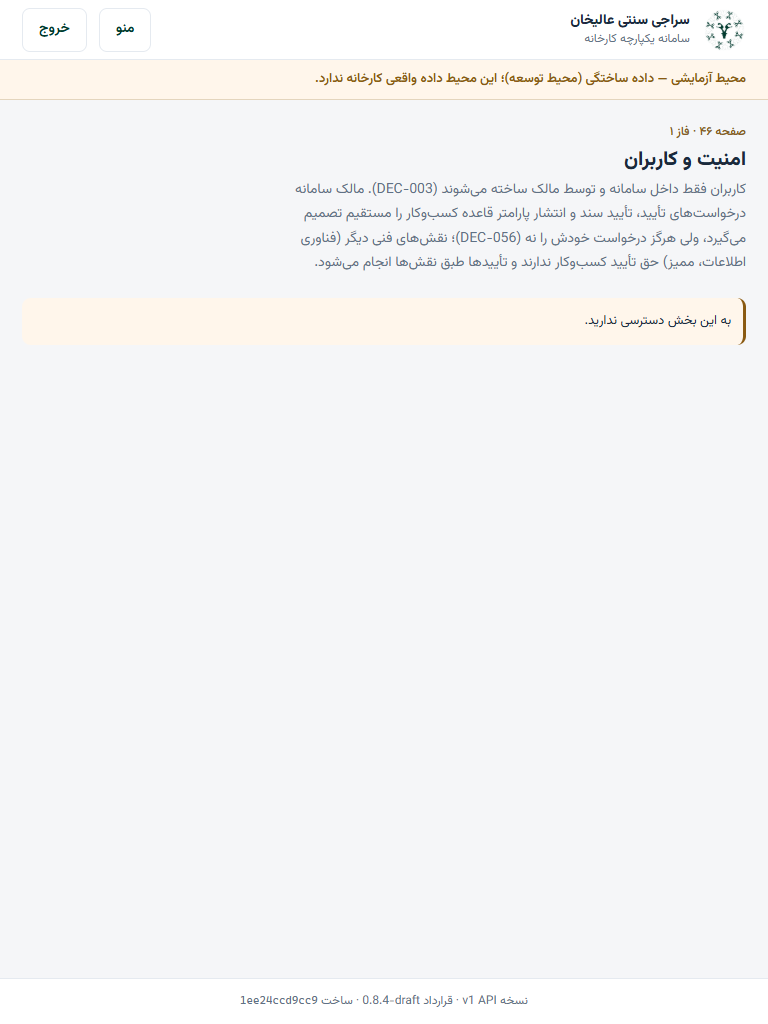 سراجی سنتی عالیخان
سامانه یکپارچه کارخانه
منو
خروج
محیط آزمایشی — داده ساختگی (محیط توسعه)؛ این محیط داده واقعی کارخانه ندارد.
صفحه ۴۶ · فاز ۱
امنیت و کاربران
کاربران فقط داخل سامانه و توسط مالک ساخته می‌شوند (DEC-003). مالک سامانه
درخواست‌های تأیید، تأیید سند و انتشار پارامتر قاعده کسب‌وکار را مستقیم تصمیم
می‌گیرد، ولی هرگز درخواست خودش را نه (DEC-056)؛ نقش‌های فنی دیگر (فناوری
اطلاعات، ممیز) حق تأیید کسب‌وکار ندارند و تأییدها طبق نقش‌ها انجام می‌شود.
به این بخش دسترسی ندارید.
نسخه v1 API · قرارداد 0.8.4-draft · ساخت 1ee24ccd9cc9